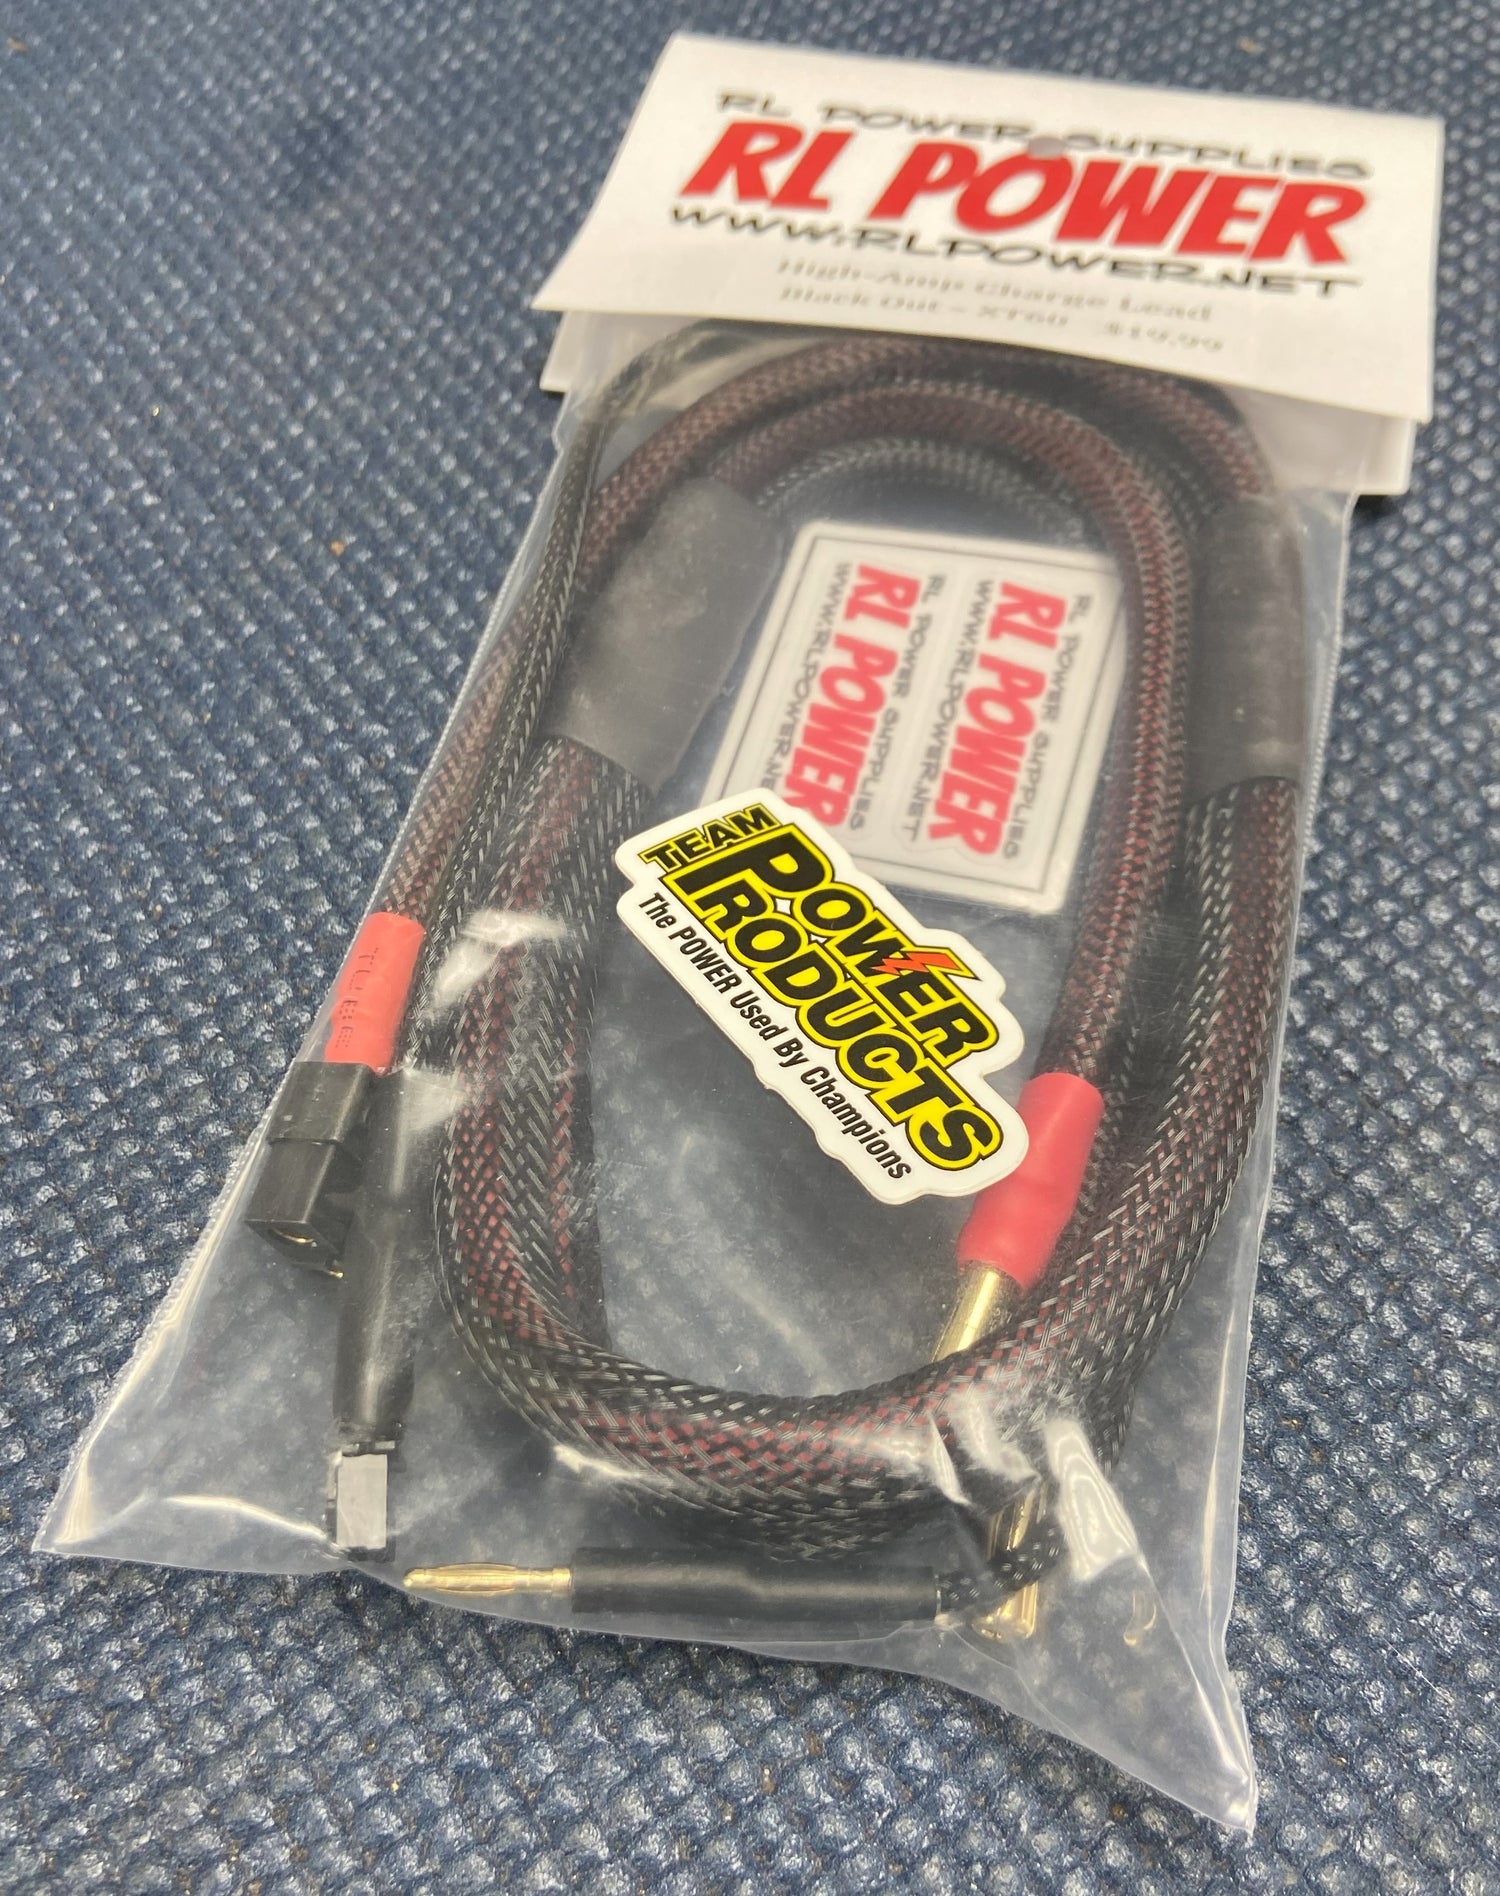 RL POWER SUPPLIES
RL POWER
WWW.RLPOWER.NET
High-Amp Charge Lead
Black Out - XT60 $19.99
RL POWER SUPPLIES
RL POWER
WWW.RLPOWER.NET
RL POWER SUPPLIES
RL POWER
WWW.RLPOWER.NET
TEAM
POWER
PRODUCTS
The POWER Used By Champions